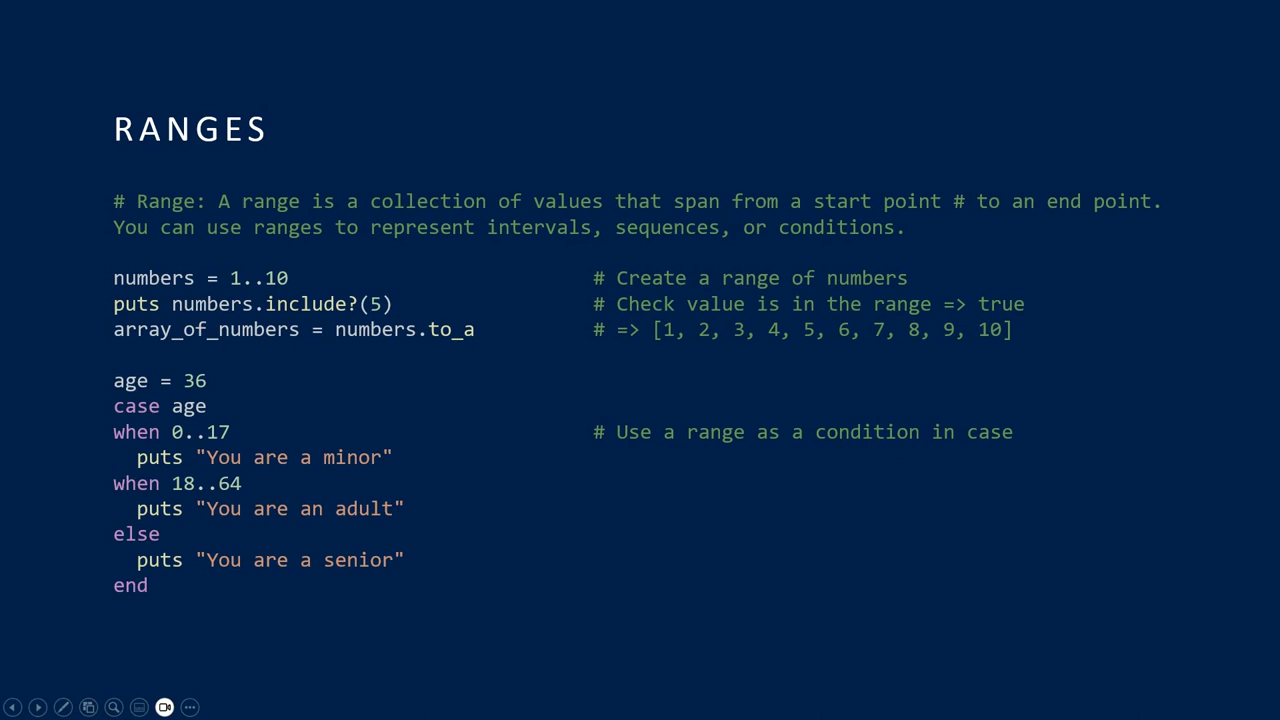 RANGES
# Range: A range is a collection of values that span from a start point # to an end point.
You can use ranges to represent intervals, sequences, or conditions.
numbers = 1..10 # Create a range of numbers
puts numbers.include?(5) # Check value is in the range => true
array_of_numbers = numbers.to_a # => [1, 2, 3, 4, 5, 6, 7, 8, 9, 10]
age = 36
case age
when 0..17 # Use a range as a condition in case
  puts "You are a minor"
when 18..64
  puts "You are an adult"
else
  puts "You are a senior"
end